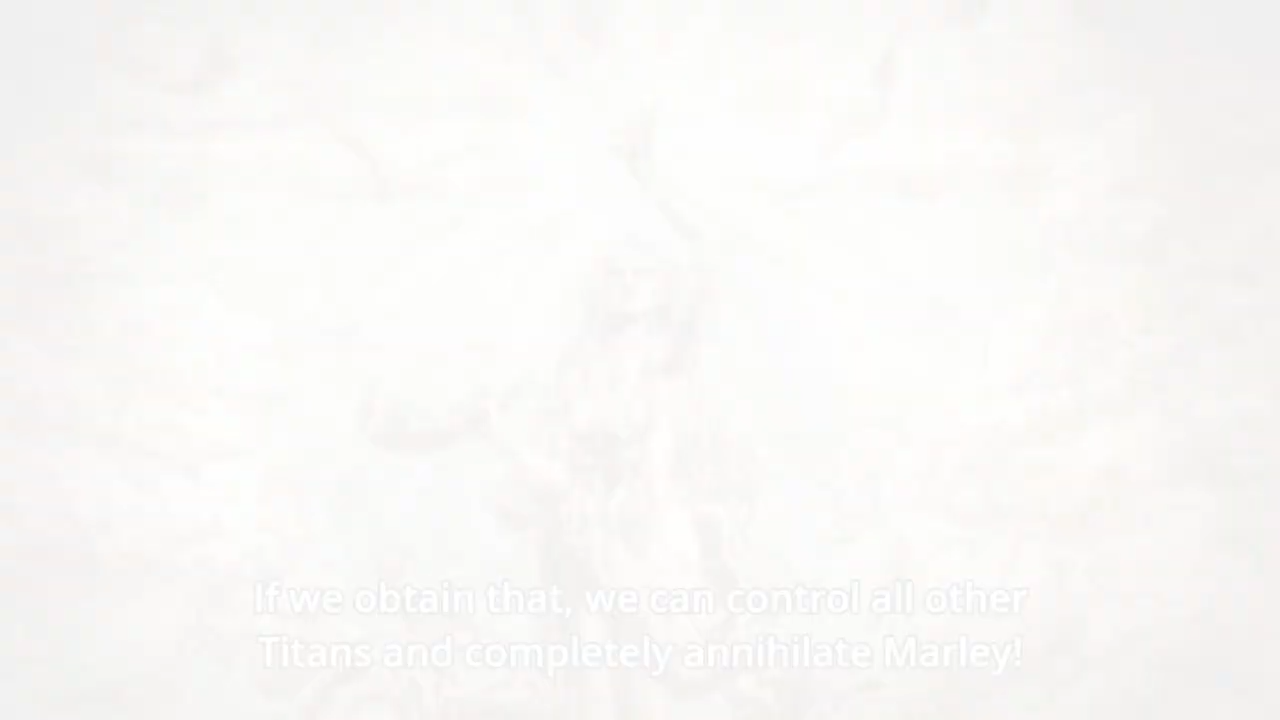 If we obtain that, we can control all other
Titans and completely annihilate Marley!